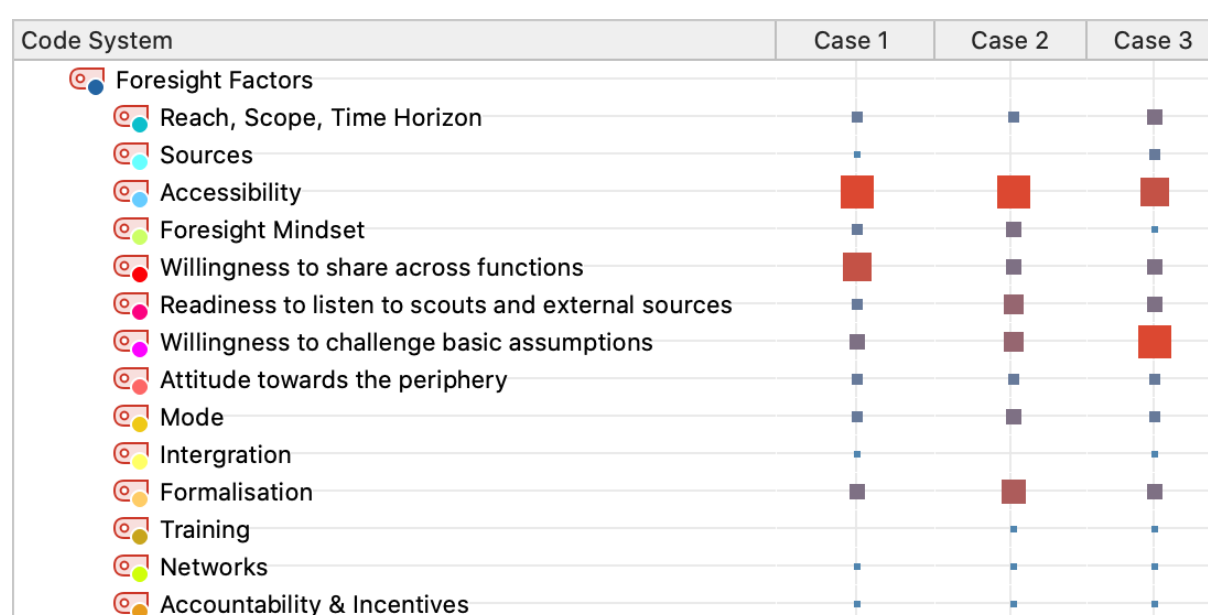 Code System Case 1 Case 2 Case 3
Foresight Factors
Reach, Scope, Time Horizon
Sources
Accessibility
Foresight Mindset
Willingness to share across functions
Readiness to listen to scouts and external sources
Willingness to challenge basic assumptions
Attitude towards the periphery
Mode
Intergration
Formalisation
Training
Networks
Accountability & Incentives